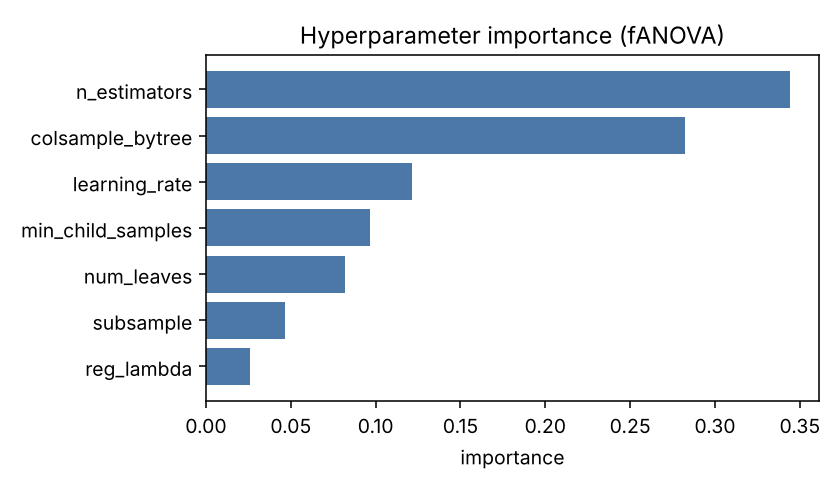 Hyperparameter importance (fANOVA)
n_estimators
colsample_bytree
learning_rate
min_child_samples
num_leaves
subsample
reg_lambda
0.00 0.05 0.10 0.15 0.20 0.25 0.30 0.35
importance